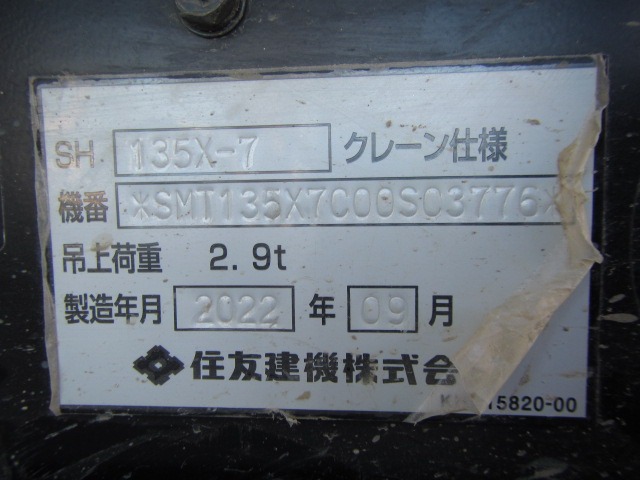 SH 135X-7 クレーン仕様
機番 *SMT135X7C00SC3776*
吊上荷重 2.9t
製造年月 2022 年 09 月
住友建機株式会
15820-00